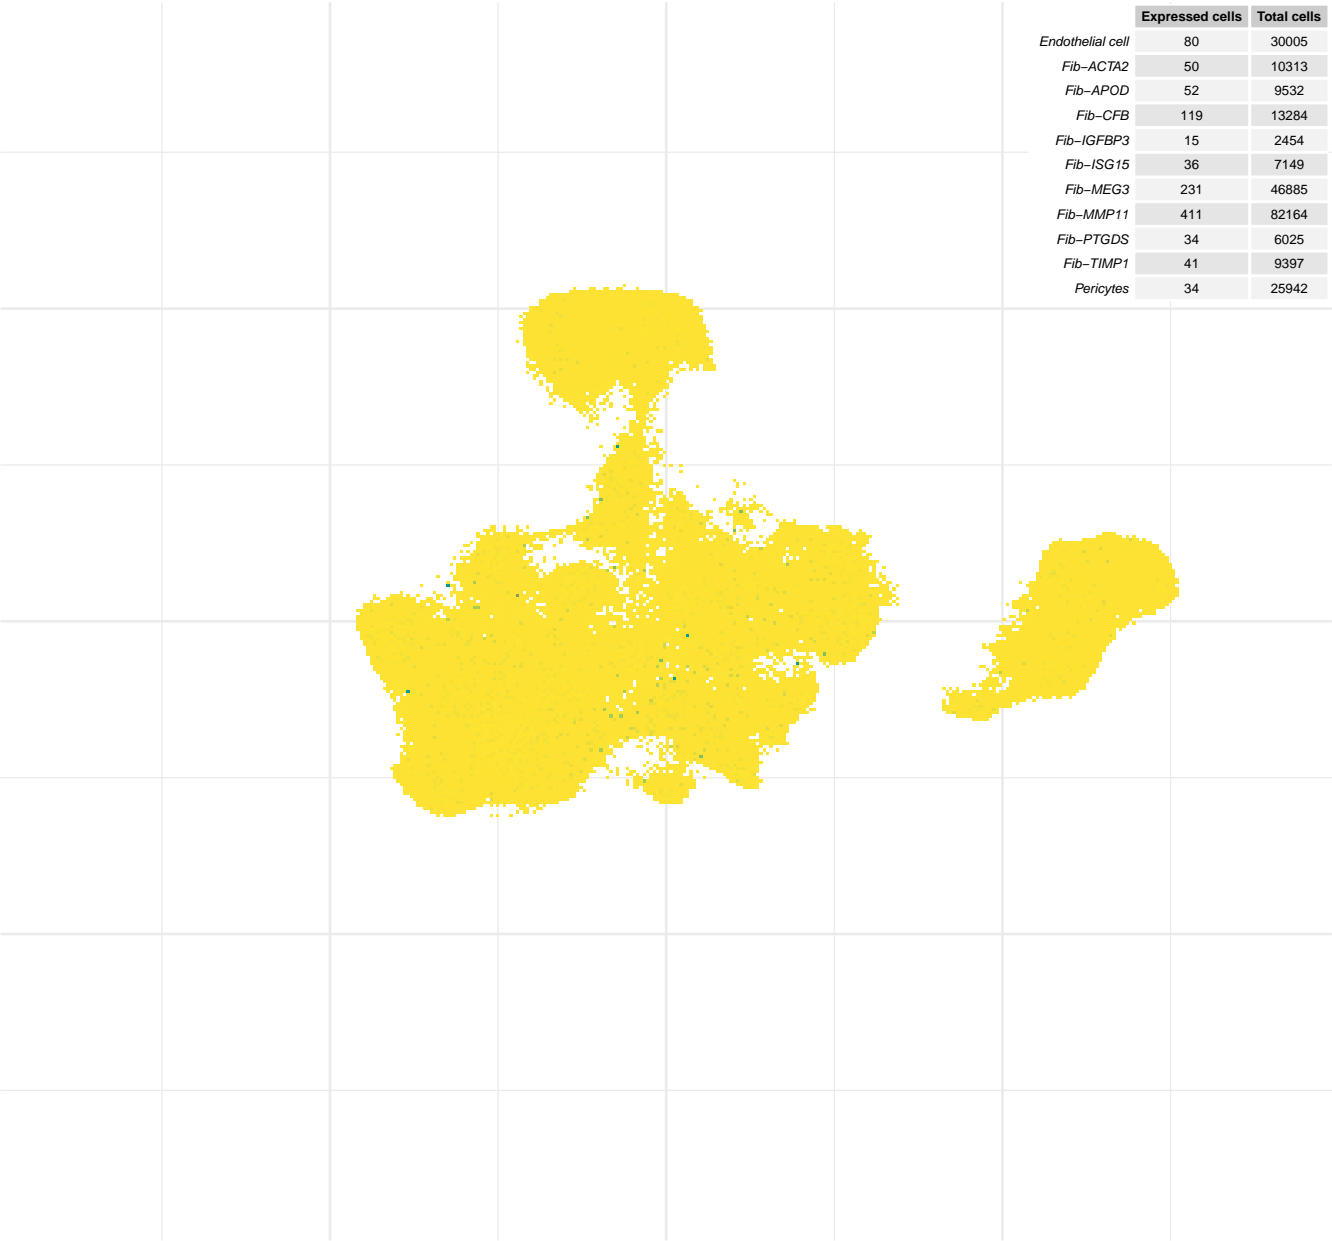 Expressed cells Total cells
Endothelial cell 80 30005
Fib−ACTA2 50 10313
Fib−APOD 52 9532
Fib−CFB 119 13284
Fib−IGFBP3 15 2454
Fib−ISG15 36 7149
Fib−MEG3 231 46885
Fib−MMP11 411 82164
Fib−PTGDS 34 6025
Fib−TIMP1 41 9397
Pericytes 34 25942